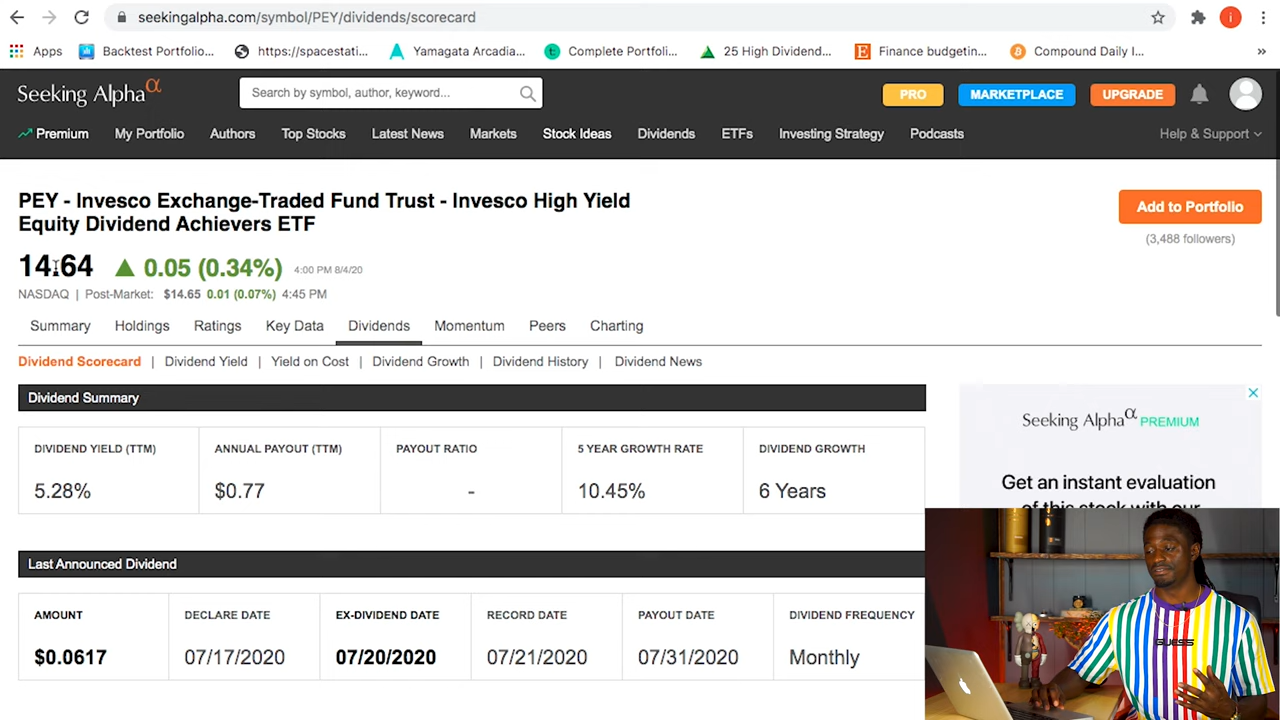 seekingalpha.com/symbol/PEY/dividends/scorecard
i
Apps Backtest Portfolio... https://spacestati... Yamagata Arcadia... Complete Portfoli... 25 High Dividend... Finance budgetin... Compound Daily I... »
Seeking Alphaα Search by symbol, author, keyword... PRO MARKETPLACE UPGRADE
Premium My Portfolio Authors Top Stocks Latest News Markets Stock Ideas Dividends ETFs Investing Strategy Podcasts Help & Support
PEY - Invesco Exchange-Traded Fund Trust - Invesco High Yield
Equity Dividend Achievers ETF
Add to Portfolio
(3,488 followers)
14.64 ▲ 0.05 (0.34%) 4:00 PM 8/4/20
NASDAQ | Post-Market: $14.65 0.01 (0.07%) 4:45 PM
Summary Holdings Ratings Key Data Dividends Momentum Peers Charting
Dividend Scorecard | Dividend Yield | Yield on Cost | Dividend Growth | Dividend History | Dividend News
Dividend Summary
DIVIDEND YIELD (TTM) ANNUAL PAYOUT (TTM) PAYOUT RATIO 5 YEAR GROWTH RATE DIVIDEND GROWTH
5.28% $0.77 - 10.45% 6 Years
Seeking Alphaα PREMIUM
Get an instant evaluation
of this stock with our
Last Announced Dividend
AMOUNT DECLARE DATE EX-DIVIDEND DATE RECORD DATE PAYOUT DATE DIVIDEND FREQUENCY
$0.0617 07/17/2020 07/20/2020 07/21/2020 07/31/2020 Monthly
GUESS